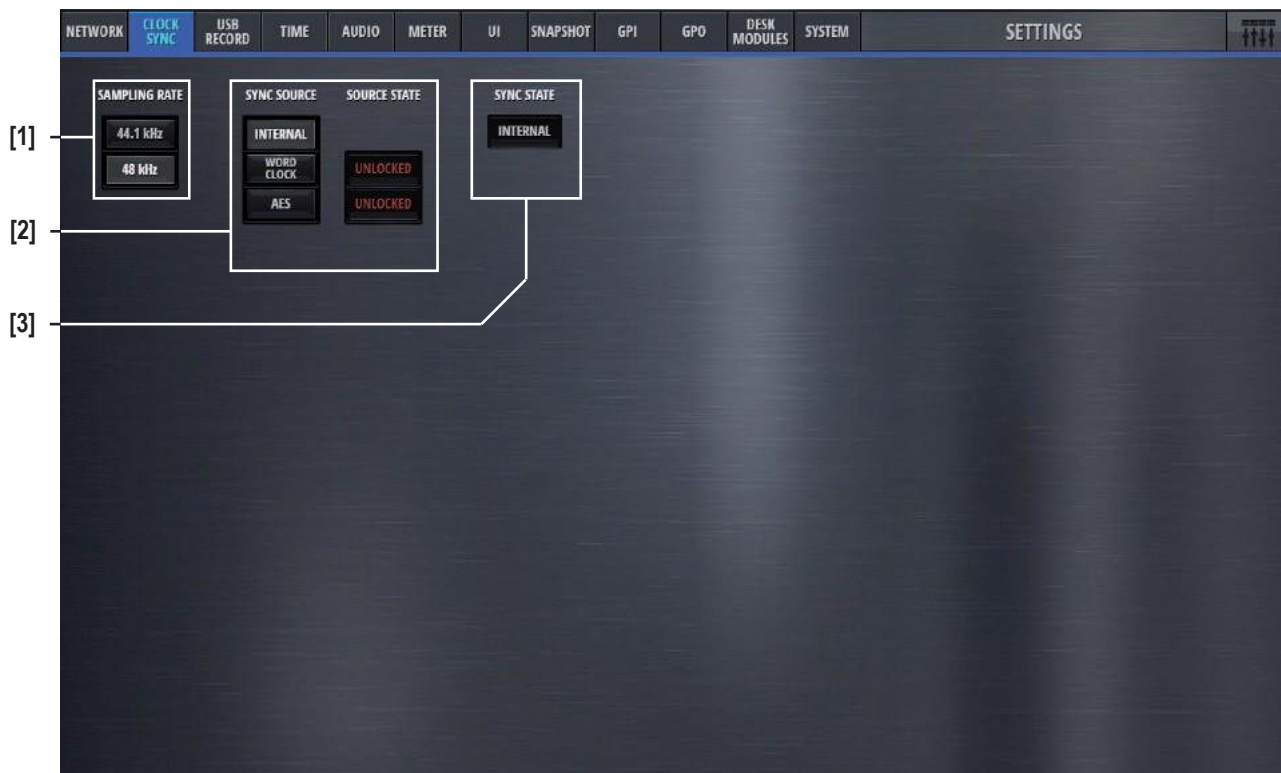 NETWORK
CLOCK
SYNC
USB
RECORD
TIME
AUDIO
METER
UI
SNAPSHOT
GPI
GPO
DESK
MODULES
SYSTEM
SETTINGS
SAMPLING RATE
SYNC SOURCE
SOURCE STATE
SYNC STATE
[1]
44.1 kHz
INTERNAL
INTERNAL
48 kHz
WORD
CLOCK
UNLOCKED
AES
UNLOCKED
[2]
[3]